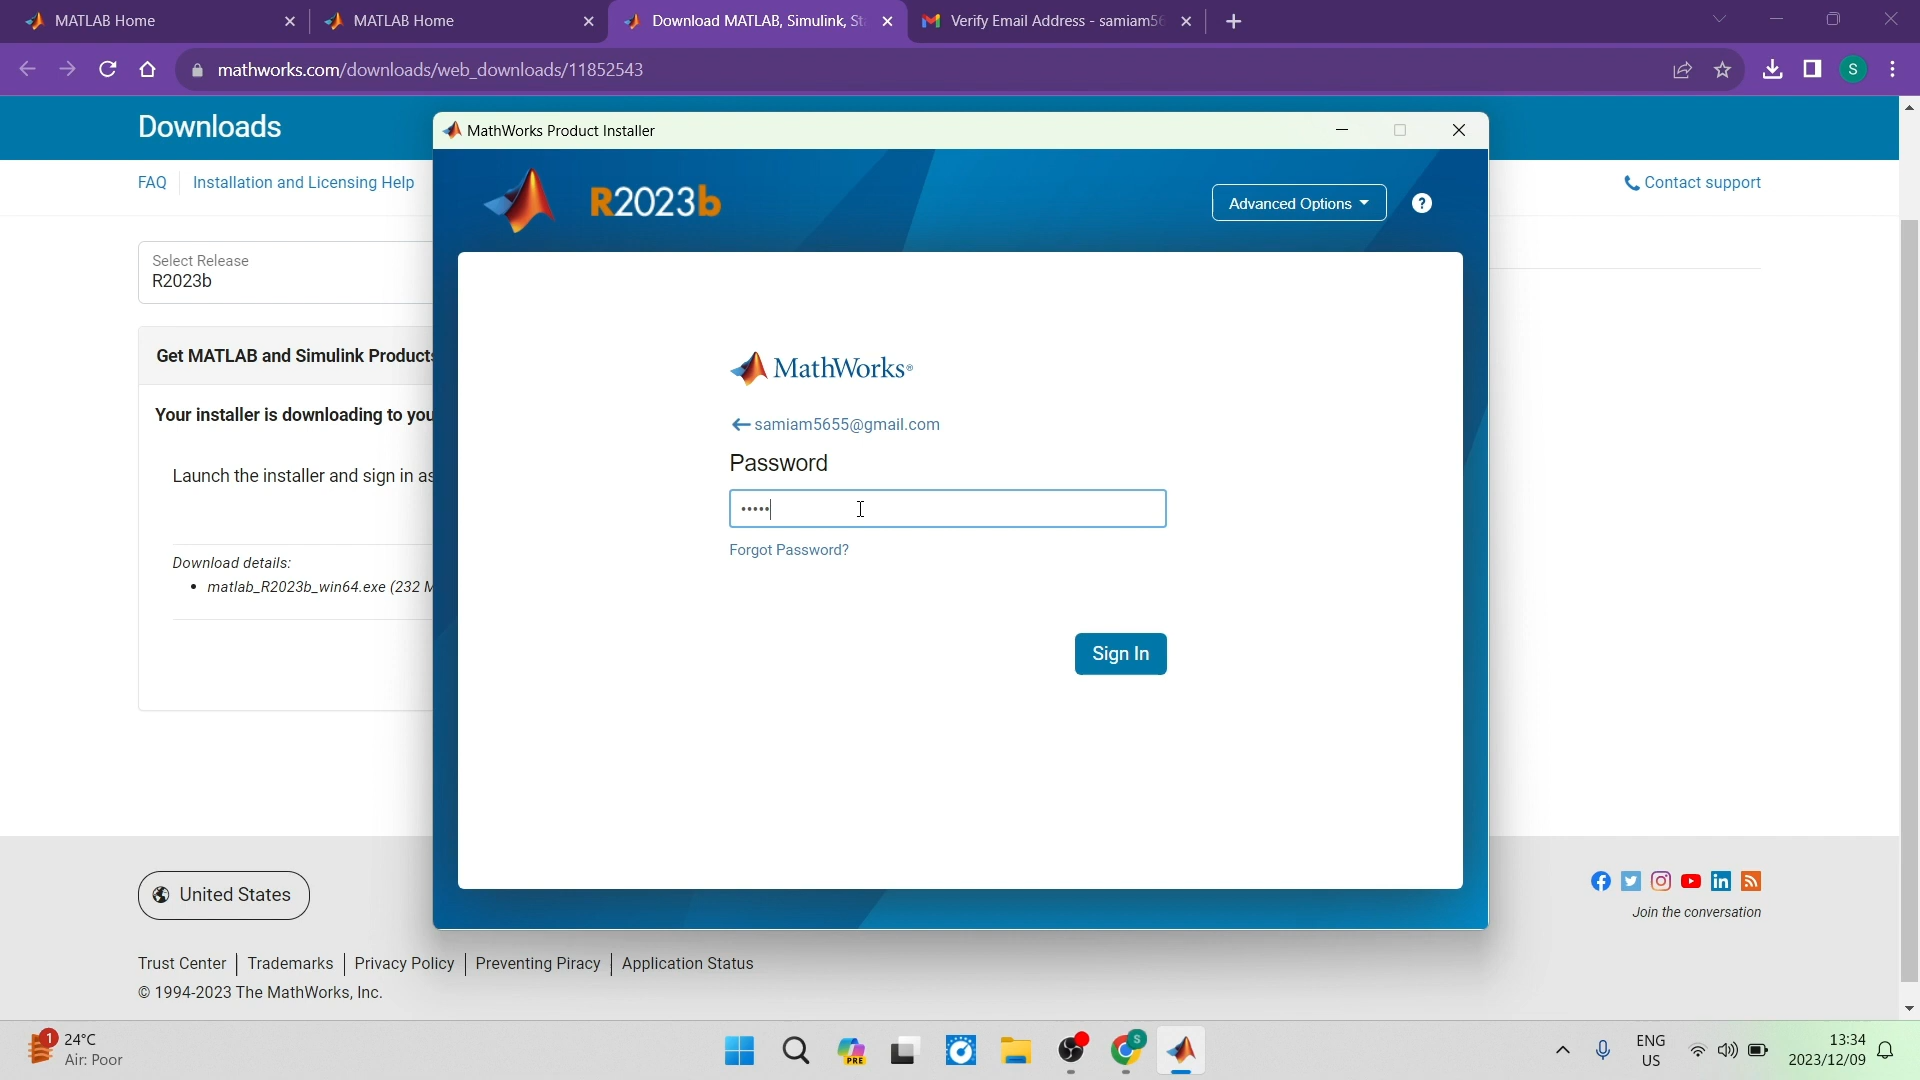 MATLAB Home
MATLAB Home
Download MATLAB, Simulink, St
Verify Email Address - samiam56
mathworks.com/downloads/web_downloads/11852543
S
Downloads
MathWorks Product Installer
FAQ
Installation and Licensing Help
Contact support
R2023b
Advanced Options
?
Select Release
R2023b
Get MATLAB and Simulink Products
MathWorks®
Your installer is downloading to you
samiam5655@gmail.com
Password
Launch the installer and sign in as
•••••
Forgot Password?
Download details:
• matlab_R2023b_win64.exe (232 M
Sign In
United States
Join the conversation
Trust Center
Trademarks
Privacy Policy
Preventing Piracy
Application Status
© 1994-2023 The MathWorks, Inc.
1
24°C
Air: Poor
PRE
S
ENG
US
13:34
2023/12/09